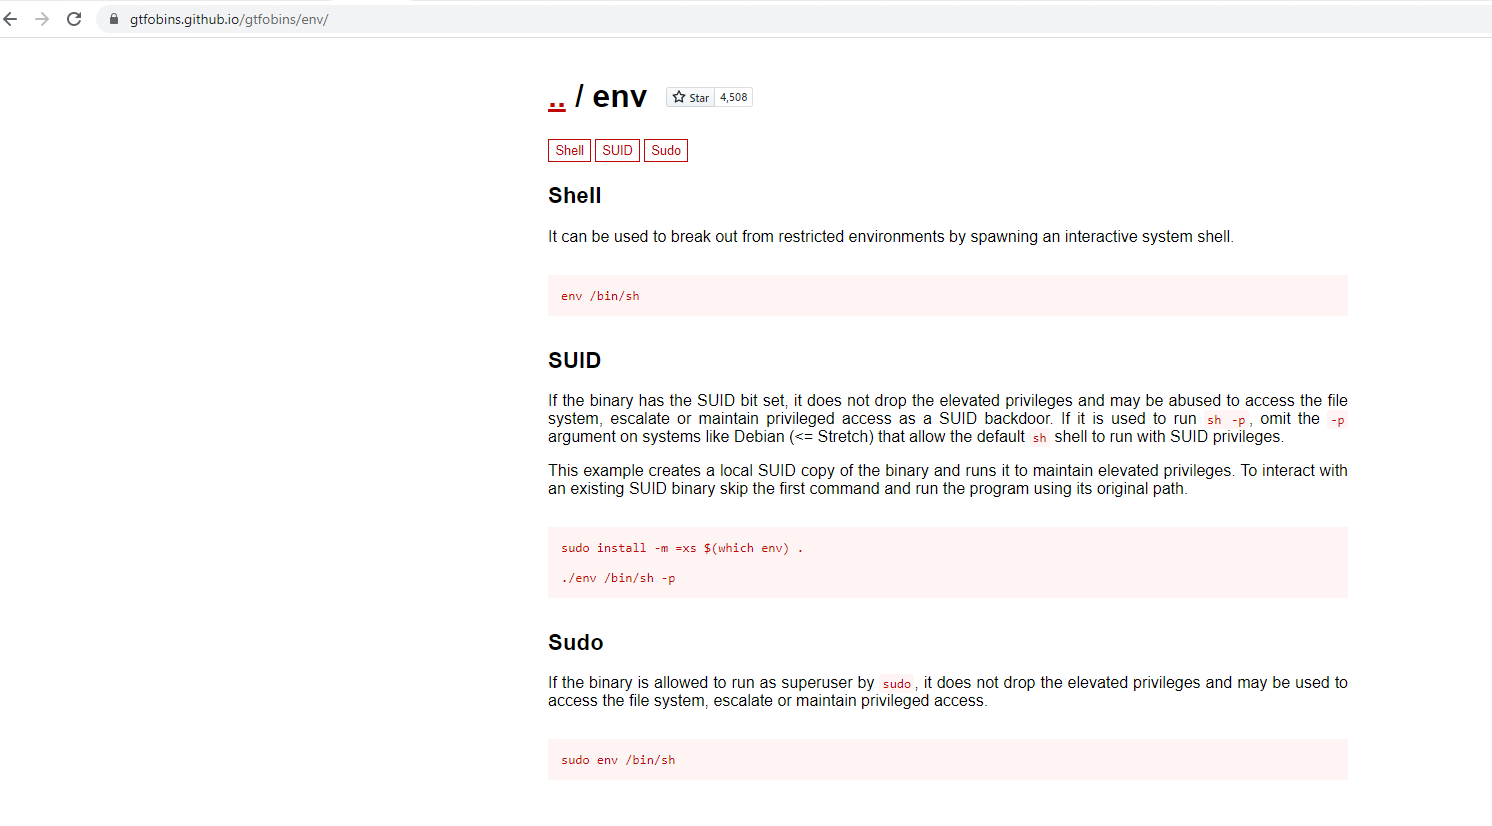 gtfobins.github.io/gtfobins/env/
.. / env Star 4,508
Shell SUID Sudo
Shell
It can be used to break out from restricted environments by spawning an interactive system shell.
env /bin/sh
SUID
If the binary has the SUID bit set, it does not drop the elevated privileges and may be abused to access the file
system, escalate or maintain privileged access as a SUID backdoor. If it is used to run sh -p, omit the -p
argument on systems like Debian (<= Stretch) that allow the default sh shell to run with SUID privileges.
This example creates a local SUID copy of the binary and runs it to maintain elevated privileges. To interact with
an existing SUID binary skip the first command and run the program using its original path.
sudo install -m =xs $(which env) .
./env /bin/sh -p
Sudo
If the binary is allowed to run as superuser by sudo, it does not drop the elevated privileges and may be used to
access the file system, escalate or maintain privileged access.
sudo env /bin/sh